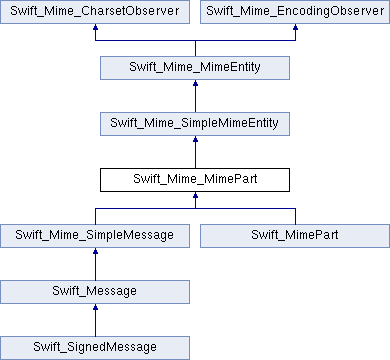 Swift_Mime_CharsetObserver
Swift_Mime_EncodingObserver
Swift_Mime_MimeEntity
Swift_Mime_SimpleMimeEntity
Swift_Mime_MimePart
Swift_Mime_SimpleMessage
Swift_MimePart
Swift_Message
Swift_SignedMessage